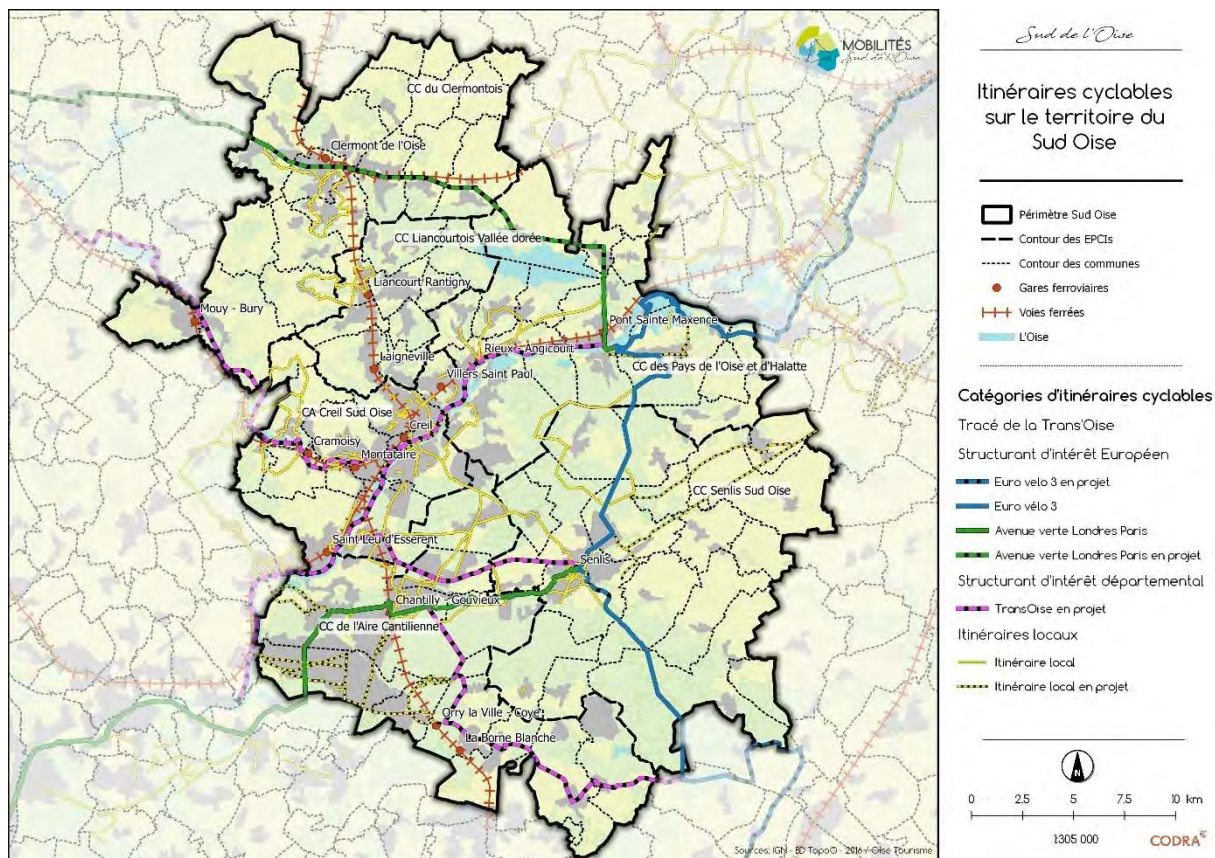 MOBILITÉS
Sud de l'Oise
CC du Clermontois
Clermont de l'Oise
CC Liancourtois Vallée dorée
Liancourt Rantigny
Mouy - Bury
Pont Sainte Maxence
Rieux - Angicourt
Laigneville
CC des Pays de l'Oise et d'Halatte
Villers Saint Paul
CA Creil Sud Oise
Creil
Cramoisy
Montataire
CC Senlis Sud Oise
Saint Leu d'Esserent
Senlis
Chantilly - Gouvieux
CC de l'Aire Cantilienne
Orry la Ville - Coye
La Borne Blanche
Sources: IGN - BD Topo© - 2016 / Oise Tourisme
Sud de l'Oise
Itinéraires cyclables
sur le territoire du
Sud Oise
Périmètre Sud Oise
Contour des EPCIs
Contour des communes
Gares ferroviaires
Voies ferrées
L'Oise
Catégories d'itinéraires cyclables
Tracé de la Trans'Oise
Structurant d'intérêt Européen
Euro velo 3 en projet
Euro vélo 3
Avenue verte Londres Paris
Avenue verte Londres Paris en projet
Structurant d'intérêt départemental
TransOise en projet
Itinéraires locaux
Itinéraire local
Itinéraire local en projet
N
0 2.5 5 7.5 10 km
1305 000
CODRA